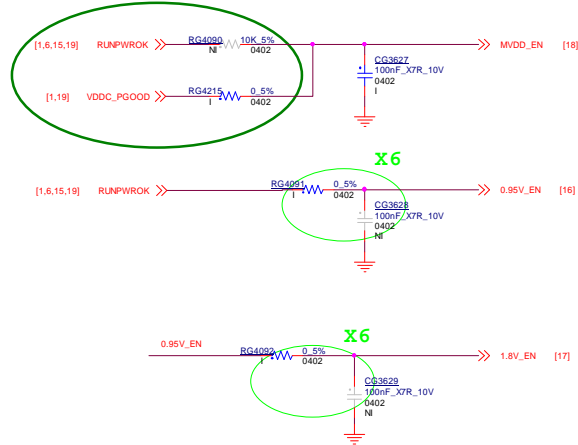 [1,6,15,19] RUNPWROK RG4090 10K_5% MVDD_EN [18]
NI 0402
CG3627
100nF_X7R_10V
0402
I
[1,19] VDDC_PGOOD RG4215 0_5%
I 0402
X6
[1,6,15,19] RUNPWROK RG4091 0_5% 0.95V_EN [16]
I 0402
CG3628
100nF_X7R_10V
0402
NI
X6
0.95V_EN RG4092 0_5% 1.8V_EN [17]
I 0402
CG3629
100nF_X7R_10V
0402
NI